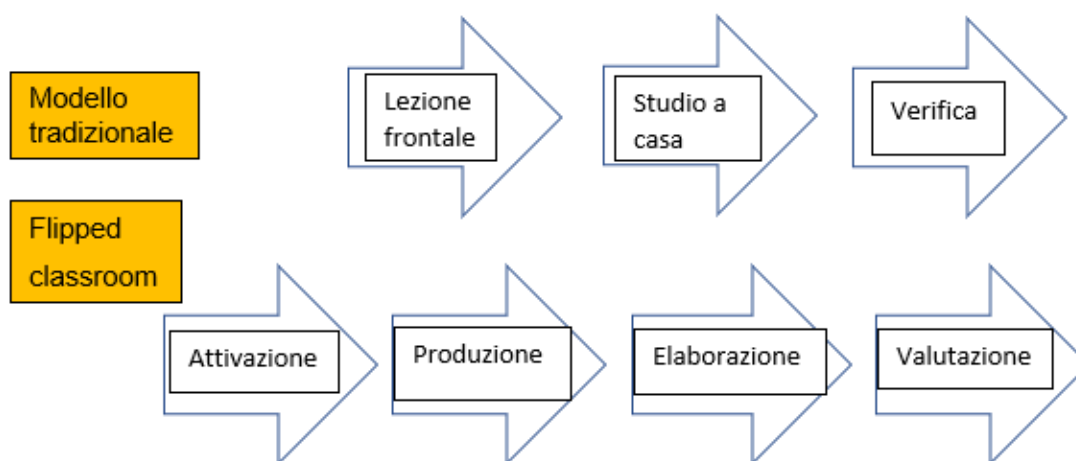 Modello
tradizionale
Lezione
frontale
Studio a
casa
Verifica
Flipped
classroom
Attivazione
Produzione
Elaborazione
Valutazione